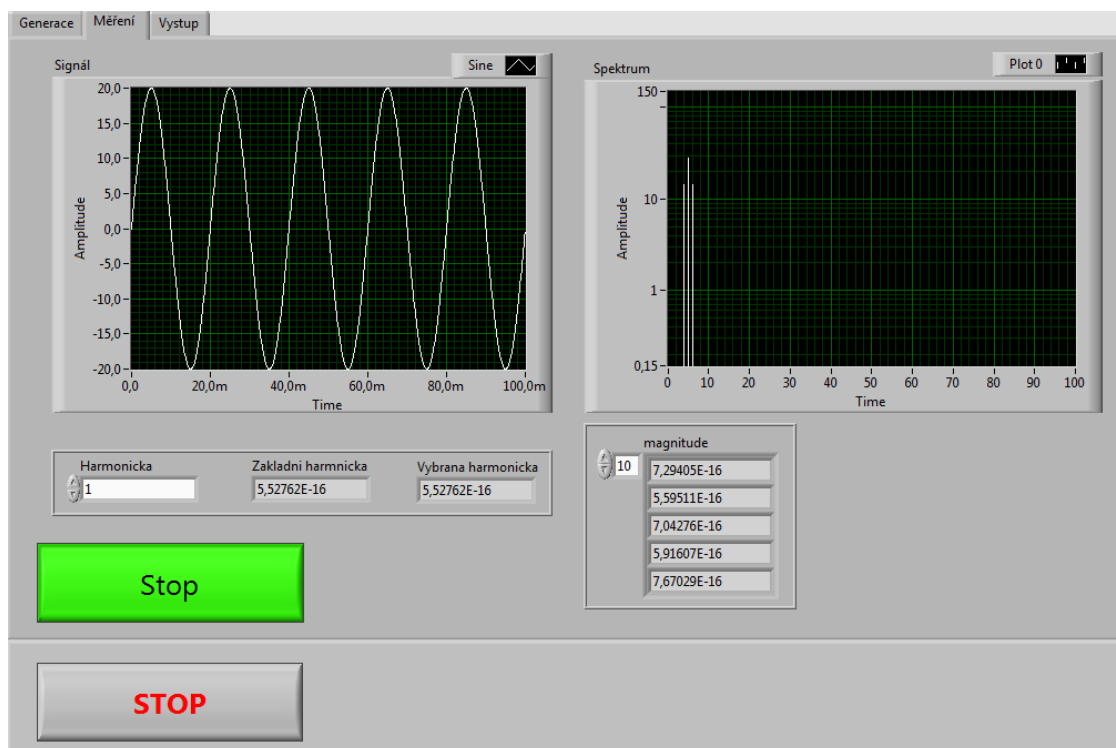 Generace Měření Vystup
Signál
Sine
20,0
15,0
10,0
5,0
0,0
-5,0
-10,0
-15,0
-20,0
Amplitude
0,0 20,0m 40,0m 60,0m 80,0m 100,0m
Time
Spektrum
Plot 0
150
10
1
0,15
Amplitude
0 10 20 30 40 50 60 70 80 90 100
Time
Harmonicka Zakladni harmnicka Vybrana harmonicka
1 5,52762E-16 5,52762E-16
magnitude
10 7,29405E-16
5,59511E-16
7,04276E-16
5,91607E-16
7,67029E-16
Stop
STOP